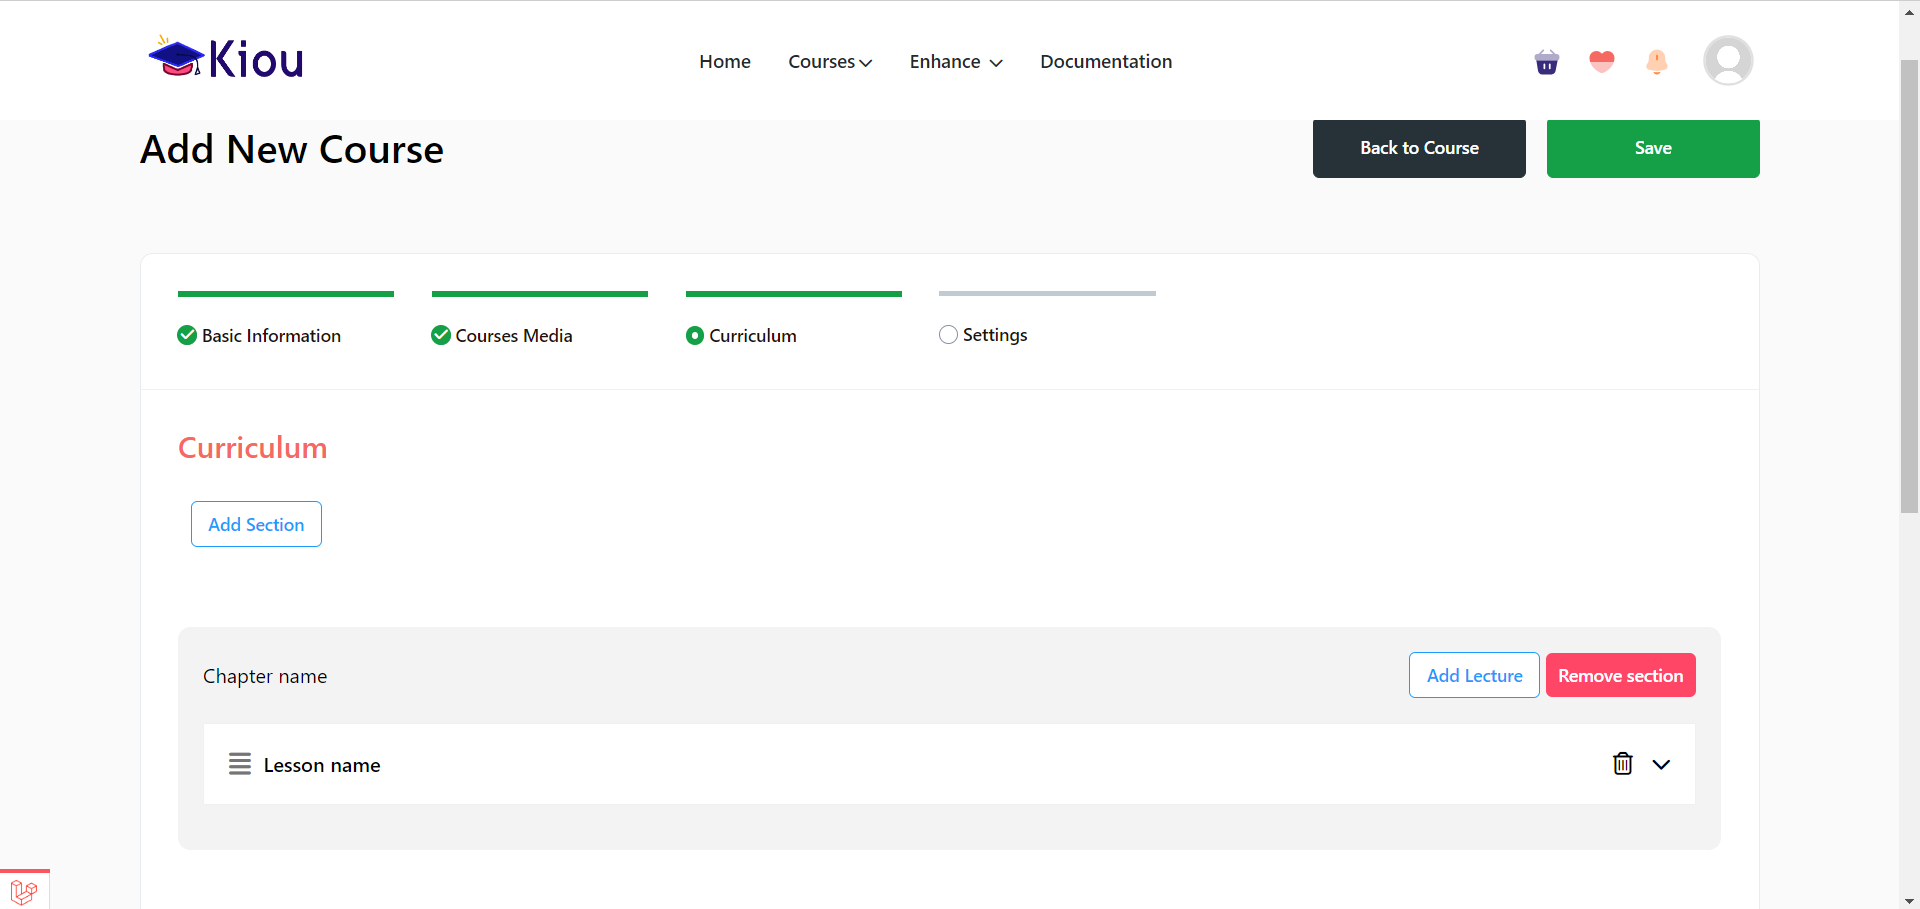 Kiou
Home Courses Enhance Documentation
Add New Course
Back to Course
Save
Basic Information
Courses Media
Curriculum
Settings
Curriculum
Add Section
Chapter name
Add Lecture
Remove section
Lesson name